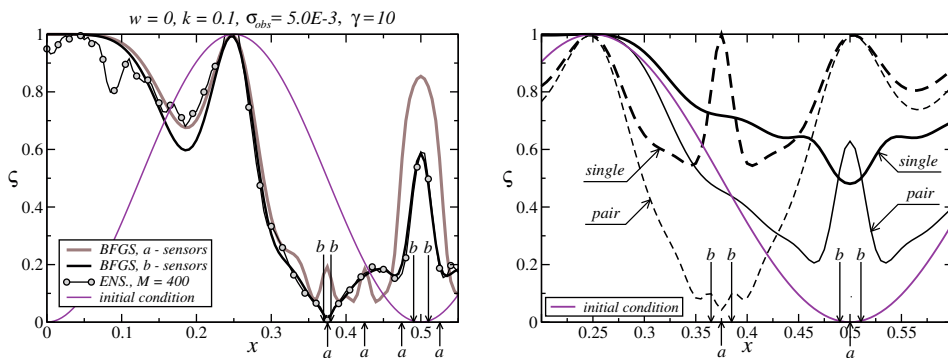 w = 0, k = 0.1, σobs = 5.0E-3, γ = 10
ξ
1
0.8
0.6
0.4
0.2
0
0
0.1
0.2
0.3
0.4
0.5
x
BFGS, a - sensors
BFGS, b - sensors
ENS., M = 400
initial condition
b b
b b
a
a
a
a
ξ
1
0.8
0.6
0.4
0.2
0
0.25
0.30
0.35
0.40
0.45
0.5
0.55
x
single
pair
single
pair
b b
b b
initial condition
a
a